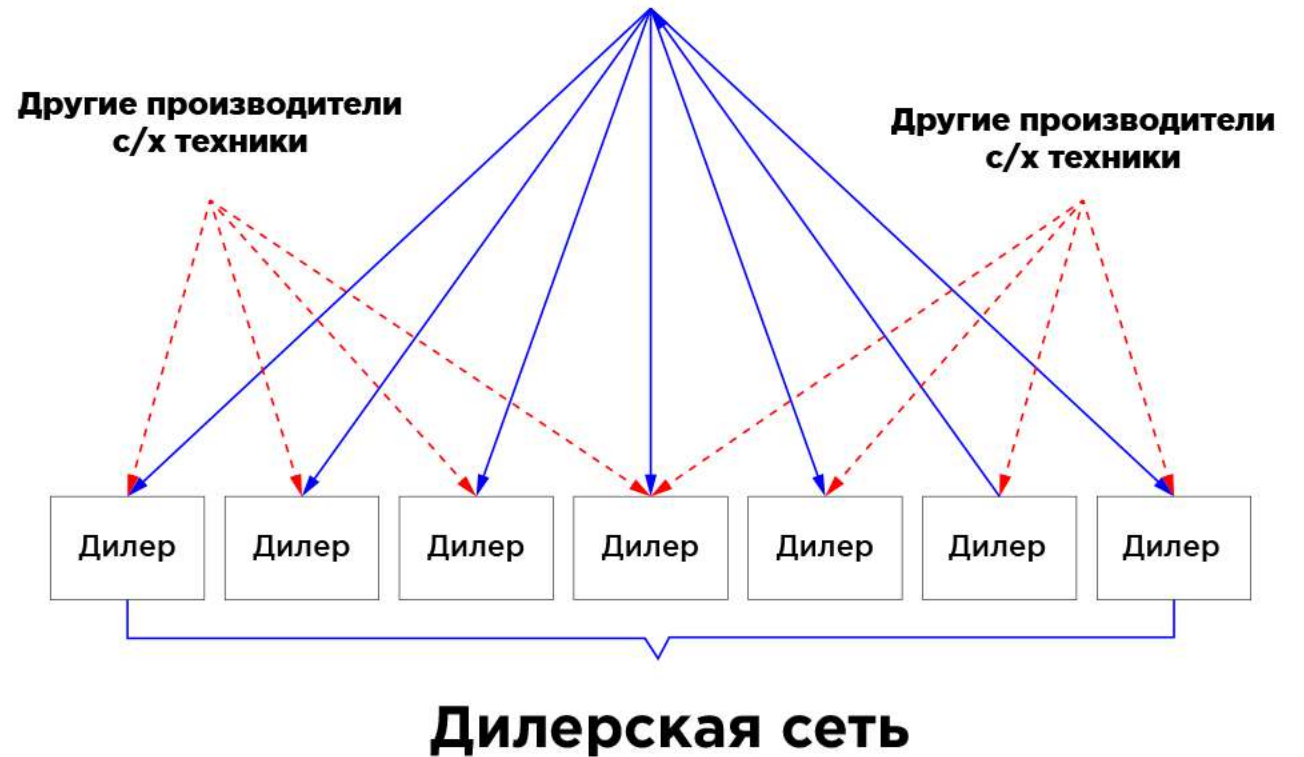 Другие производители
с/х техники
Другие производители
с/х техники
Дилер
Дилер
Дилер
Дилер
Дилер
Дилер
Дилер
Дилерская сеть